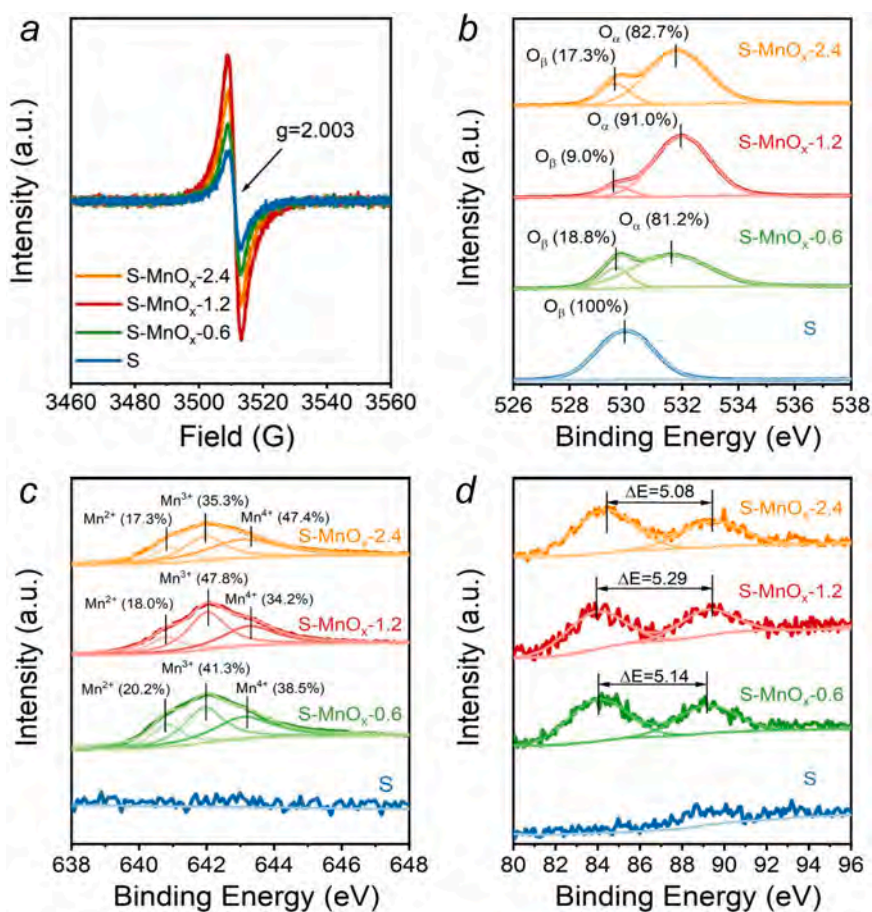 a
g=2.003
S-MnOx-2.4
S-MnOx-1.2
S-MnOx-0.6
S
Intensity (a.u.)
3460 3480 3500 3520 3540 3560
Field (G)
b
Oα (82.7%)
S-MnOx-2.4
Oβ (17.3%)
Oα (91.0%)
S-MnOx-1.2
Oβ (9.0%)
Oα (81.2%)
S-MnOx-0.6
Oβ (18.8%)
Oβ (100%)
S
Intensity (a.u.)
526 528 530 532 534 536 538
Binding Energy (eV)
c
Mn3+ (35.3%)
Mn2+ (17.3%)
Mn4+ (47.4%)
S-MnOx-2.4
Mn3+ (47.8%)
Mn2+ (18.0%)
Mn4+ (34.2%)
S-MnOx-1.2
Mn3+ (41.3%)
Mn2+ (20.2%)
Mn4+ (38.5%)
S-MnOx-0.6
S
Intensity (a.u.)
638 640 642 644 646 648
Binding Energy (eV)
d
ΔE=5.08
S-MnOx-2.4
ΔE=5.29
S-MnOx-1.2
ΔE=5.14
S-MnOx-0.6
S
Intensity (a.u.)
80 82 84 86 88 90 92 94 96
Binding Energy (eV)